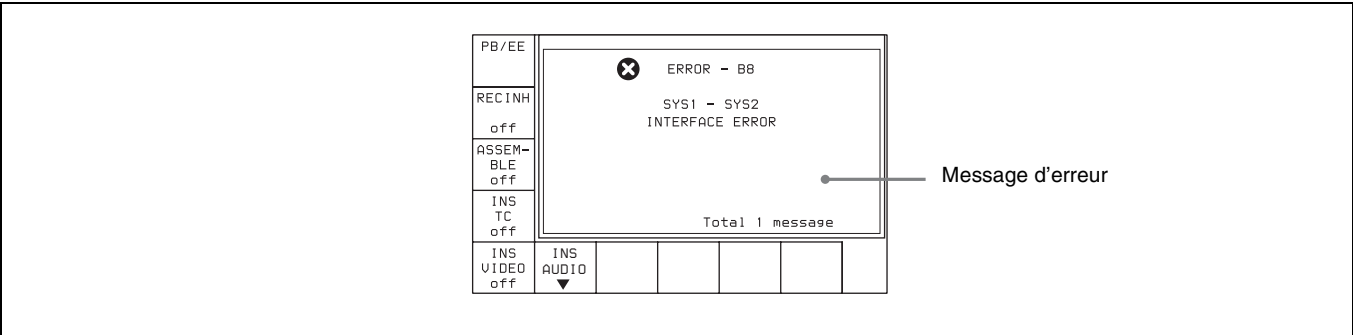 PB/EE
RECINH
off
ASSEM-
BLE
off
INS
TC
off
INS
VIDEO
off
INS
AUDIO
▼
ERROR - B8
SYS1 - SYS2
INTERFACE ERROR
Total 1 message
Message d'erreur